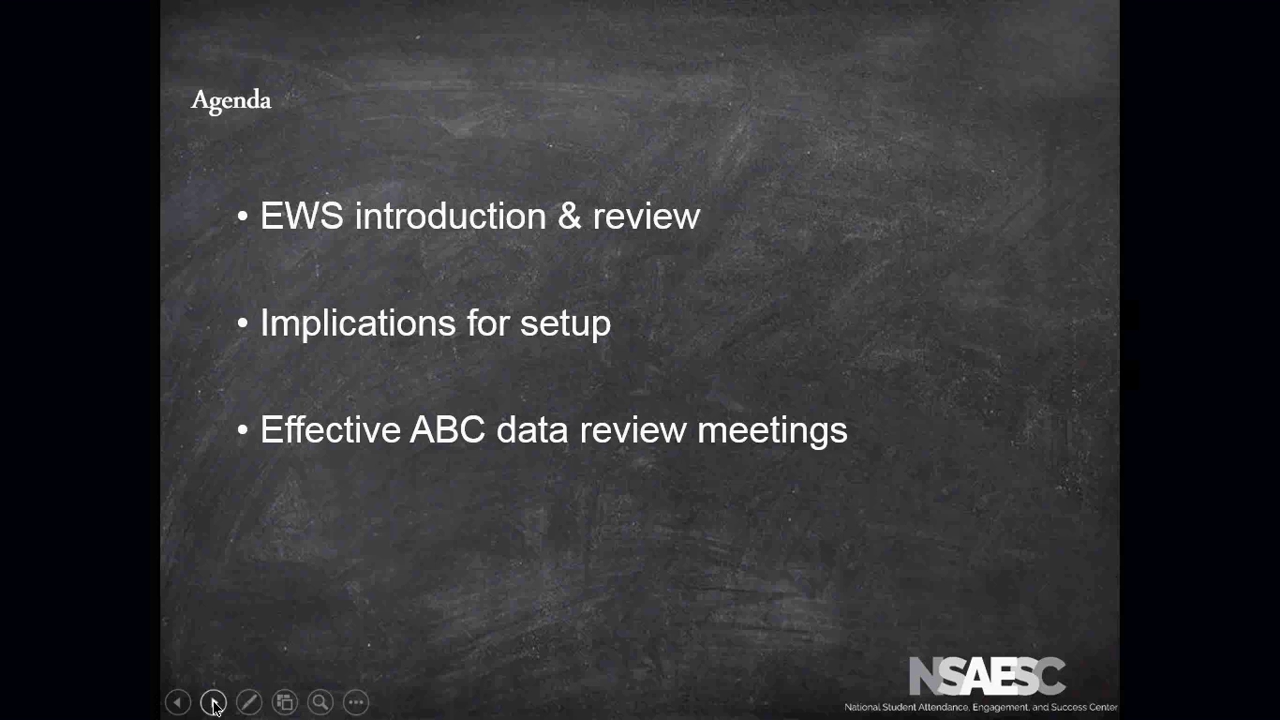 Agenda
• EWS introduction & review
• Implications for setup
• Effective ABC data review meetings
NSAESC
National Student Attendance, Engagement, and Success Center